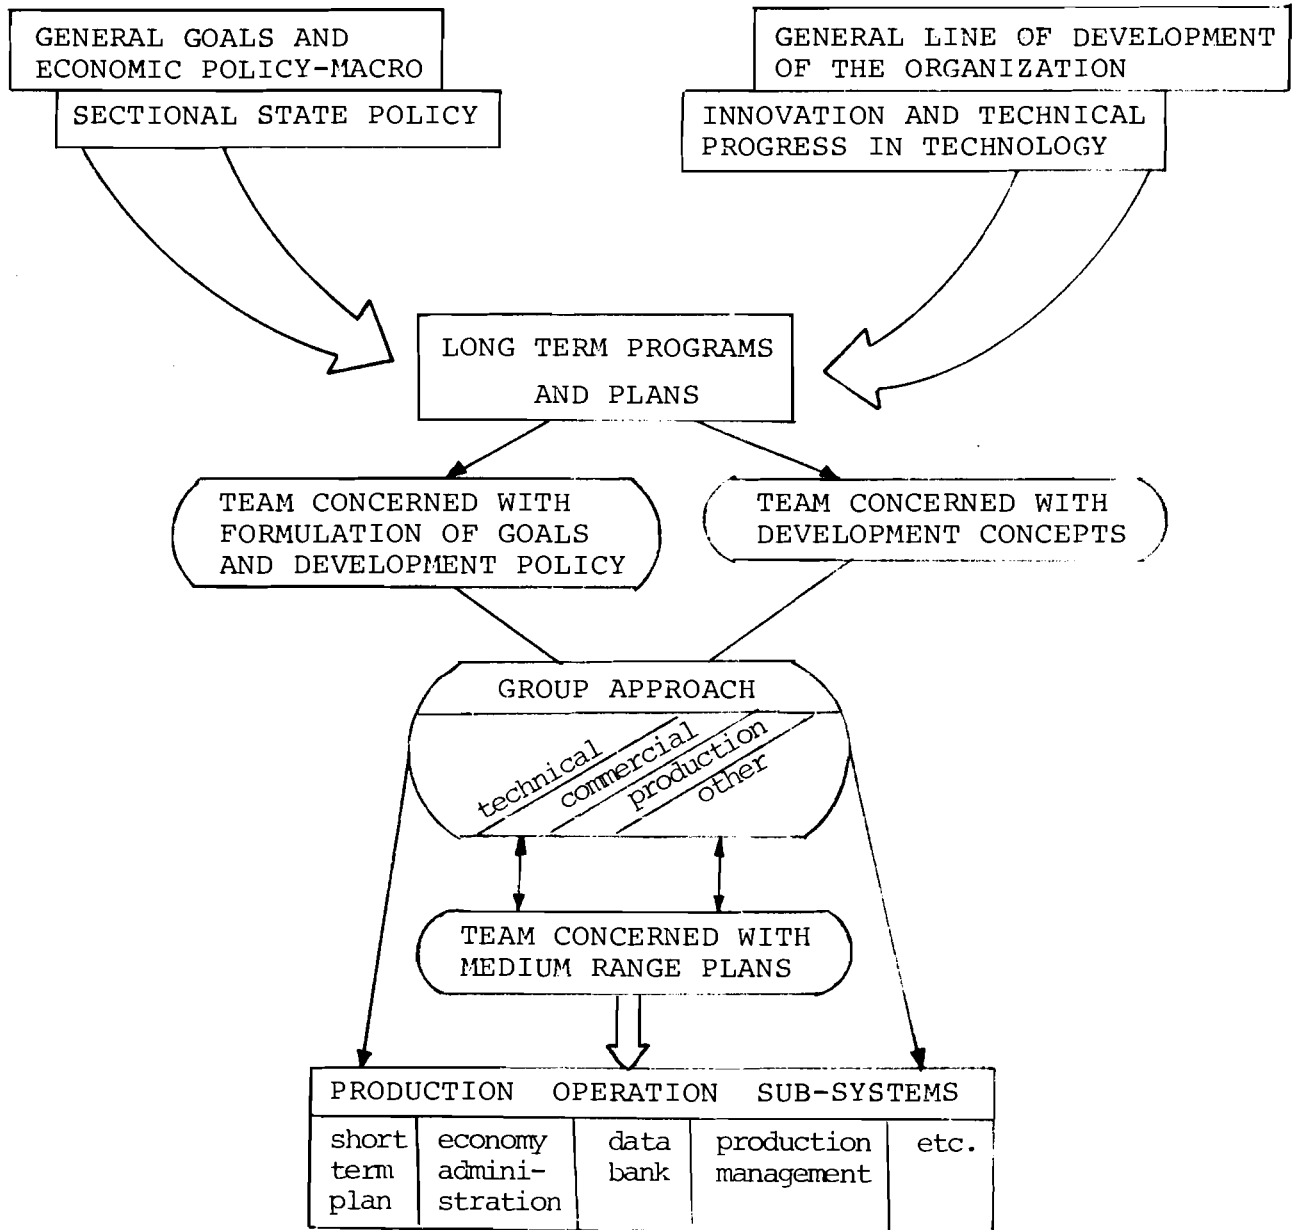 GENERAL GOALS AND
ECONOMIC POLICY-MACRO
SECTIONAL STATE POLICY
GENERAL LINE OF DEVELOPMENT
OF THE ORGANIZATION
INNOVATION AND TECHNICAL
PROGRESS IN TECHNOLOGY
LONG TERM PROGRAMS
AND PLANS
TEAM CONCERNED WITH
FORMULATION OF GOALS
AND DEVELOPMENT POLICY
TEAM CONCERNED WITH
DEVELOPMENT CONCEPTS
GROUP APPROACH
technical
commercial
production
other
TEAM CONCERNED WITH
MEDIUM RANGE PLANS
PRODUCTION OPERATION SUB-SYSTEMS
short
term
plan
economy
admini-
stration
data
bank
production
management
etc.